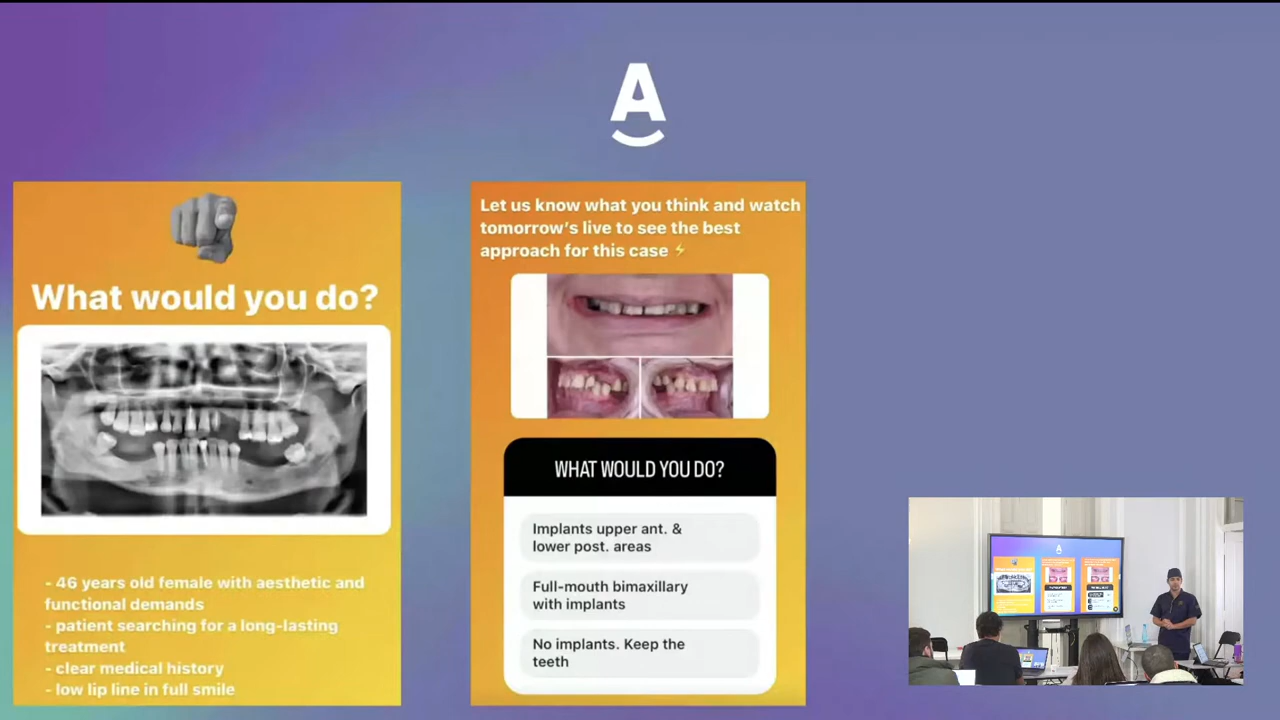 A
What would you do?
- 46 years old female with aesthetic and
functional demands
- patient searching for a long-lasting
treatment
- clear medical history
- low lip line in full smile
Let us know what you think and watch
tomorrow's live to see the best
approach for this case ⚡
WHAT WOULD YOU DO?
Implants upper ant. &
lower post. areas
Full-mouth bimaxillary
with implants
No implants. Keep the
teeth